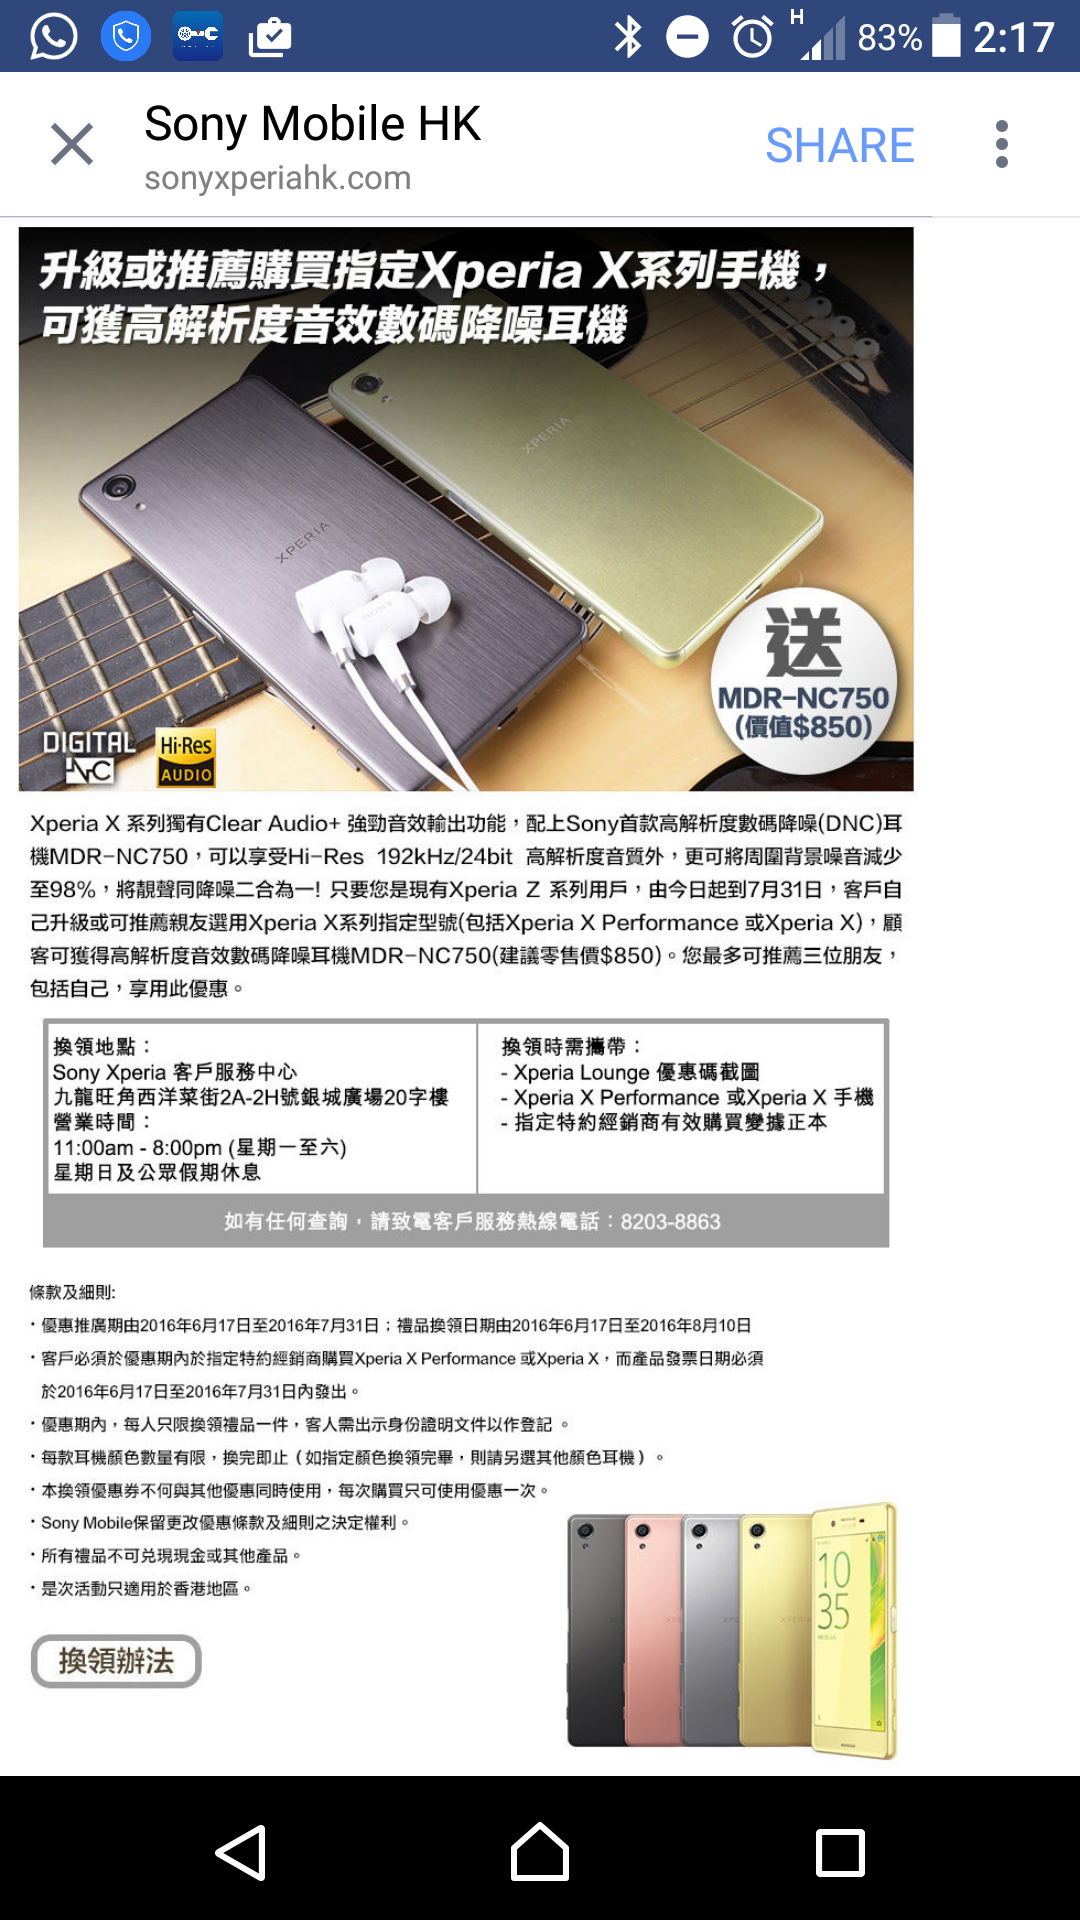 H 83% 2:17
Sony Mobile HK
SHARE
sonyxperiahk.com
升級或推薦購買指定Xperia X系列手機，
可獲高解析度音效數碼降噪耳機
XPERIA
XPERIA
SONY
送
MDR-NC750
(價值$850)
DIGITAL
NC
Hi-Res
AUDIO
Xperia X 系列獨有Clear Audio+ 強勁音效輸出功能，配上Sony首款高解析度數碼降噪(DNC)耳
機MDR-NC750，可以享受Hi-Res 192kHz/24bit 高解析度音質外，更可將周圍背景噪音減少
至98%，將靚聲同降噪二合為一! 只要您是現有Xperia Z 系列用戶，由今日起到7月31日，客戶自
己升級或可推薦親友選用Xperia X系列指定型號(包括Xperia X Performance 或Xperia X)，顧
客可獲得高解析度音效數碼降噪耳機MDR-NC750(建議零售價$850)。您最多可推薦三位朋友，
包括自己，享用此優惠。
換領地點：
Sony Xperia 客戶服務中心
九龍旺角西洋菜街2A-2H號銀城廣場20字樓
營業時間：
11:00am - 8:00pm (星期一至六)
星期日及公眾假期休息
換領時需攜帶：
- Xperia Lounge 優惠碼截圖
- Xperia X Performance 或Xperia X 手機
- 指定特約經銷商有效購買變據正本
如有任何查詢，請致電客戶服務熱線電話：8203-8863
條款及細則:
·優惠推廣期由2016年6月17日至2016年7月31日；禮品換領日期由2016年6月17日至2016年8月10日
·客戶必須於優惠期內於指定特約經銷商購買Xperia X Performance 或Xperia X，而產品發票日期必須
於2016年6月17日至2016年7月31日內發出。
·優惠期內，每人只限換領禮品一件，客人需出示身份證明文件以作登記 。
·每款耳機顏色數量有限，換完即止（如指定顏色換領完畢，則請另選其他顏色耳機）。
·本換領優惠券不何與其他優惠同時使用，每次購買只可使用優惠一次。
·Sony Mobile保留更改優惠條款及細則之決定權利。
·所有禮品不可兌現現金或其他產品。
·是次活動只適用於香港地區。
換領辦法
10
35